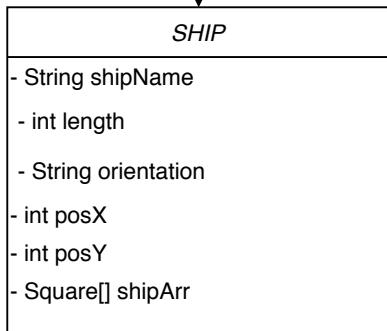 SHIP
- String shipName
- int length
- String orientation
- int posX
- int posY
- Square[] shipArr